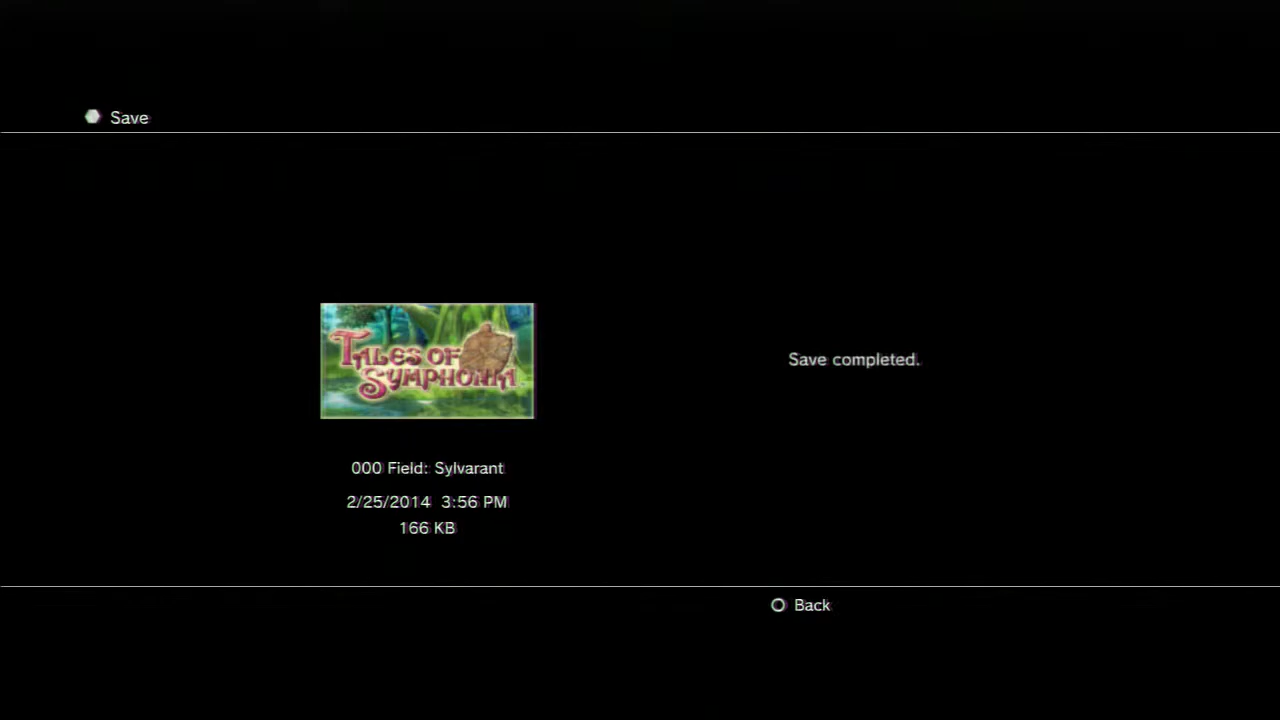 Save
TALES OF
SYMPHONIA
Save completed.
000 Field: Sylvarant
2/25/2014 3:56 PM
166 KB
Back